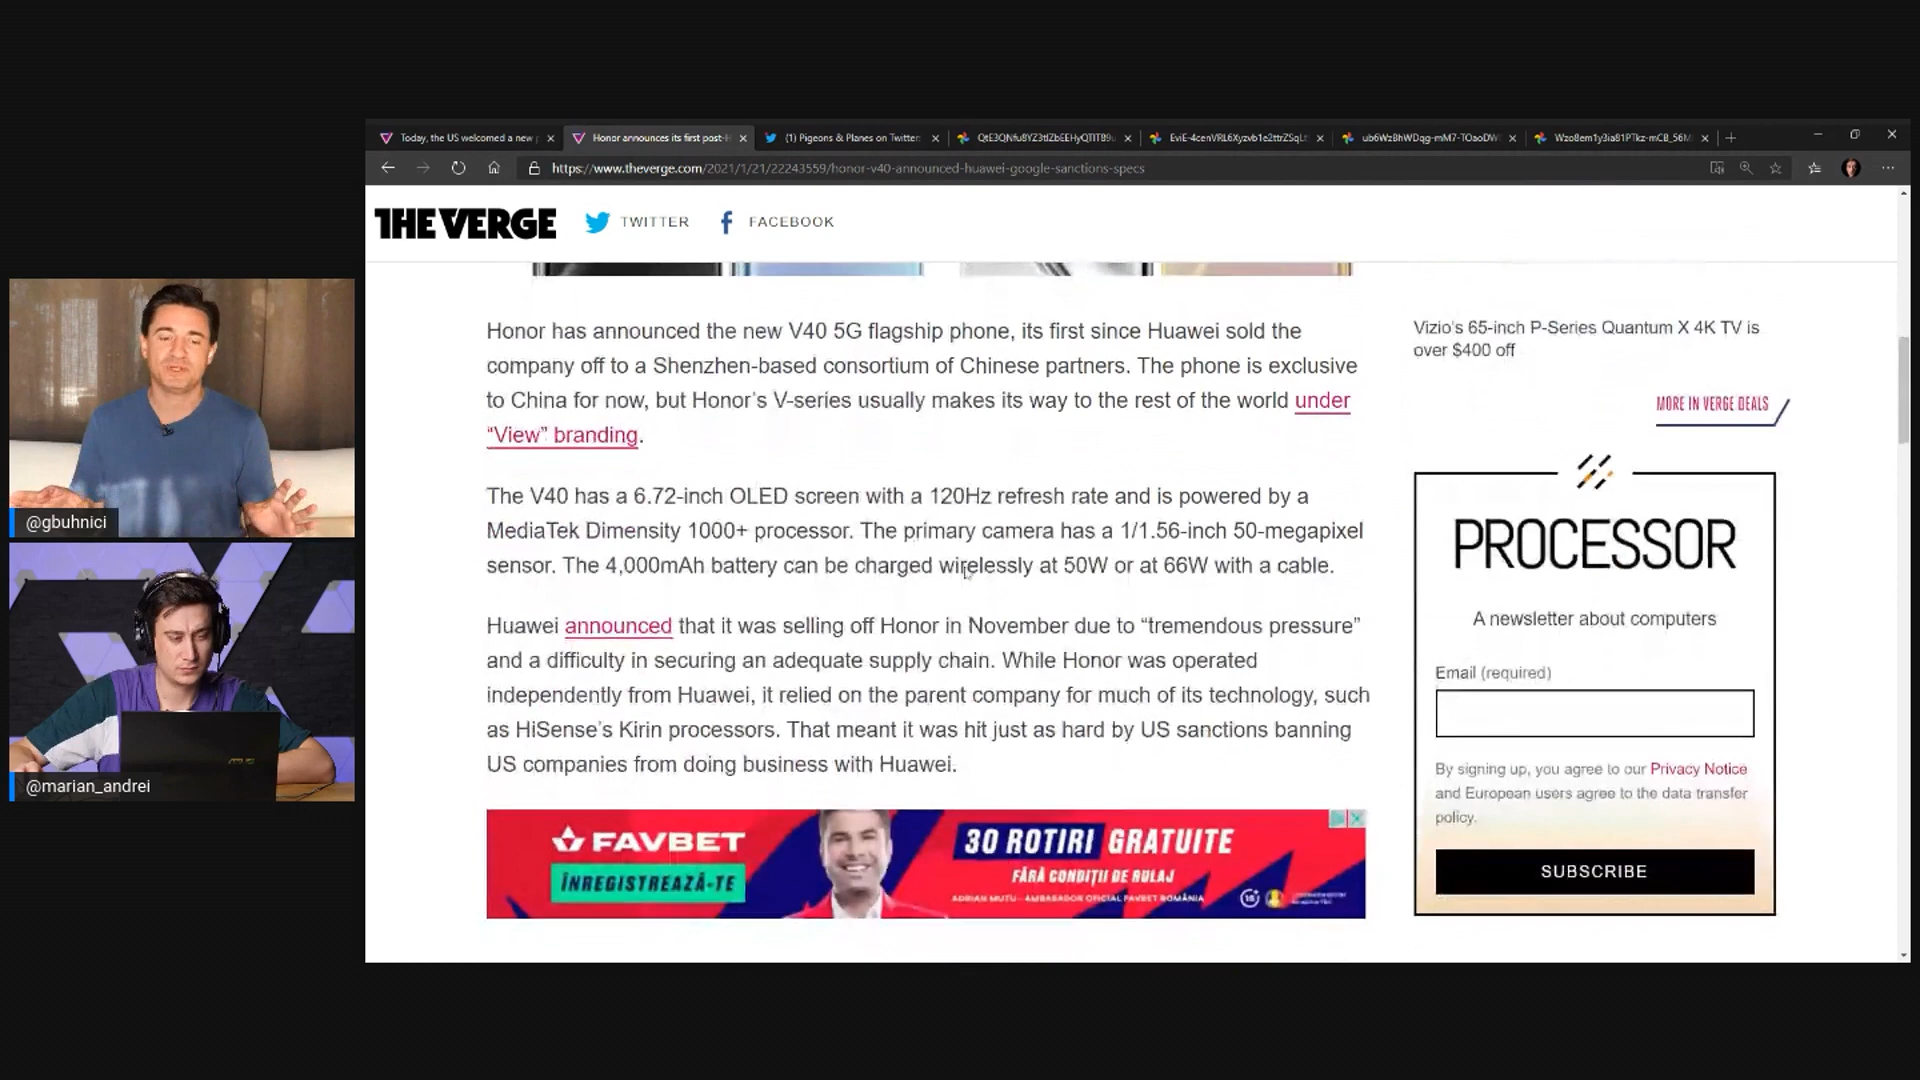 Today, the US welcomed a new
Honor announces its first post-
(1) Pigeons & Planes on Twitter
https://www.theverge.com/2021/1/21/22243559/honor-v40-announced-huawei-google-sanctions-specs
THE VERGE
TWITTER
FACEBOOK
Honor has announced the new V40 5G flagship phone, its first since Huawei sold the
company off to a Shenzhen-based consortium of Chinese partners. The phone is exclusive
to China for now, but Honor's V-series usually makes its way to the rest of the world under
“View” branding.
The V40 has a 6.72-inch OLED screen with a 120Hz refresh rate and is powered by a
MediaTek Dimensity 1000+ processor. The primary camera has a 1/1.56-inch 50-megapixel
sensor. The 4,000mAh battery can be charged wirelessly at 50W or at 66W with a cable.
Huawei announced that it was selling off Honor in November due to “tremendous pressure”
and a difficulty in securing an adequate supply chain. While Honor was operated
independently from Huawei, it relied on the parent company for much of its technology, such
as HiSense's Kirin processors. That meant it was hit just as hard by US sanctions banning
US companies from doing business with Huawei.
FAVBET
ÎNREGISTREAZĂ-TE
30 ROTIRI GRATUITE
FĂRĂ CONDIȚII DE RULAJ
ADRIAN MUTU - AMBASADOR OFICIAL FAVBET ROMÂNIA
18
Vizio's 65-inch P-Series Quantum X 4K TV is
over $400 off
MORE IN VERGE DEALS
PROCESSOR
A newsletter about computers
Email (required)
By signing up, you agree to our Privacy Notice
and European users agree to the data transfer
policy.
SUBSCRIBE
@gbuhnici
@marian_andrei